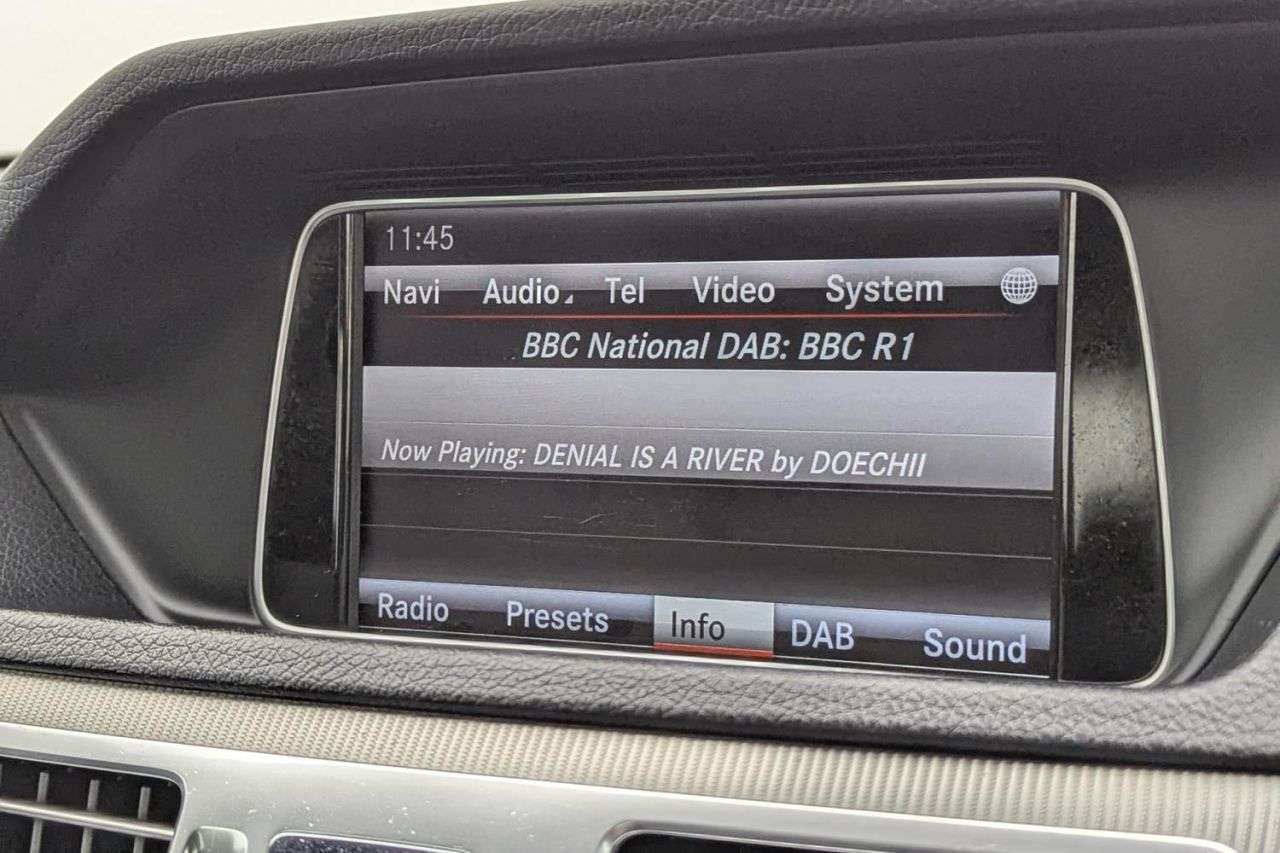 11:45
Navi Audio Tel Video System
BBC National DAB: BBC R1
Now Playing: DENIAL IS A RIVER by DOECHII
Radio Presets Info DAB Sound